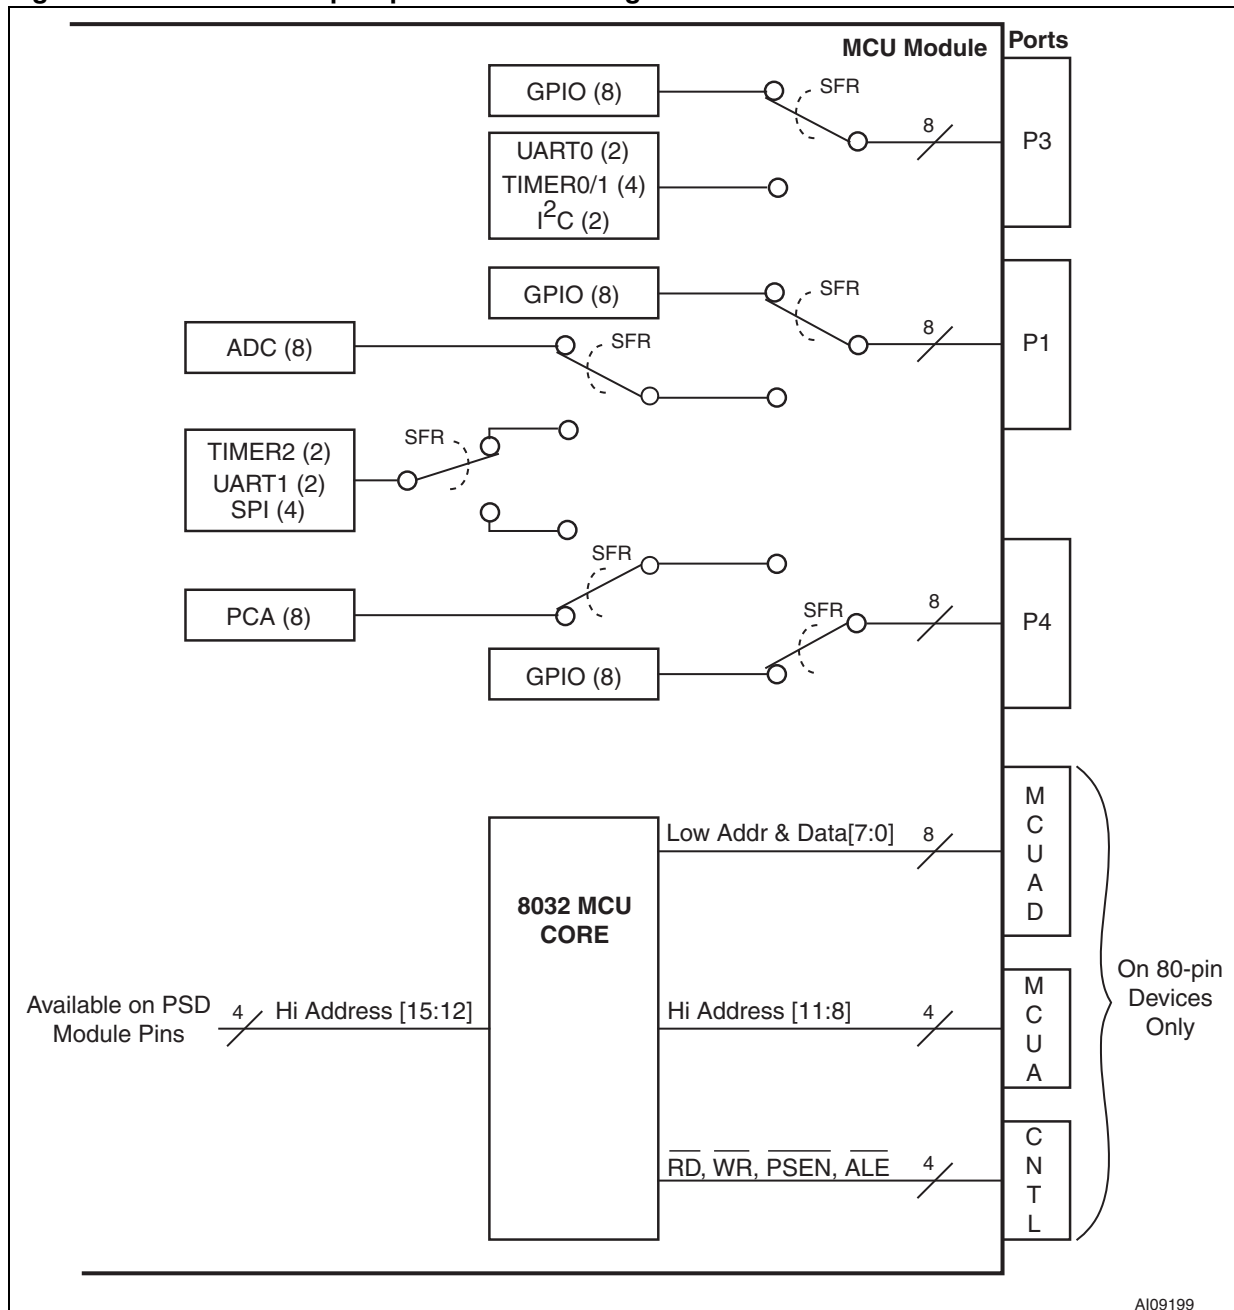 MCU Module
Ports
GPIO (8)
SFR
8
P3
UART0 (2)
TIMER0/1 (4)
I2C (2)
GPIO (8)
SFR
8
P1
ADC (8)
SFR
TIMER2 (2)
UART1 (2)
SPI (4)
SFR
SFR
PCA (8)
SFR
8
P4
GPIO (8)
8032 MCU
CORE
Low Addr & Data[7:0]
8
MCUAD
Available on PSD
Module Pins
4
Hi Address [15:12]
Hi Address [11:8]
4
MCUA
On 80-pin
Devices
Only
RD, WR, PSEN, ALE
4
CNTL
AI09199